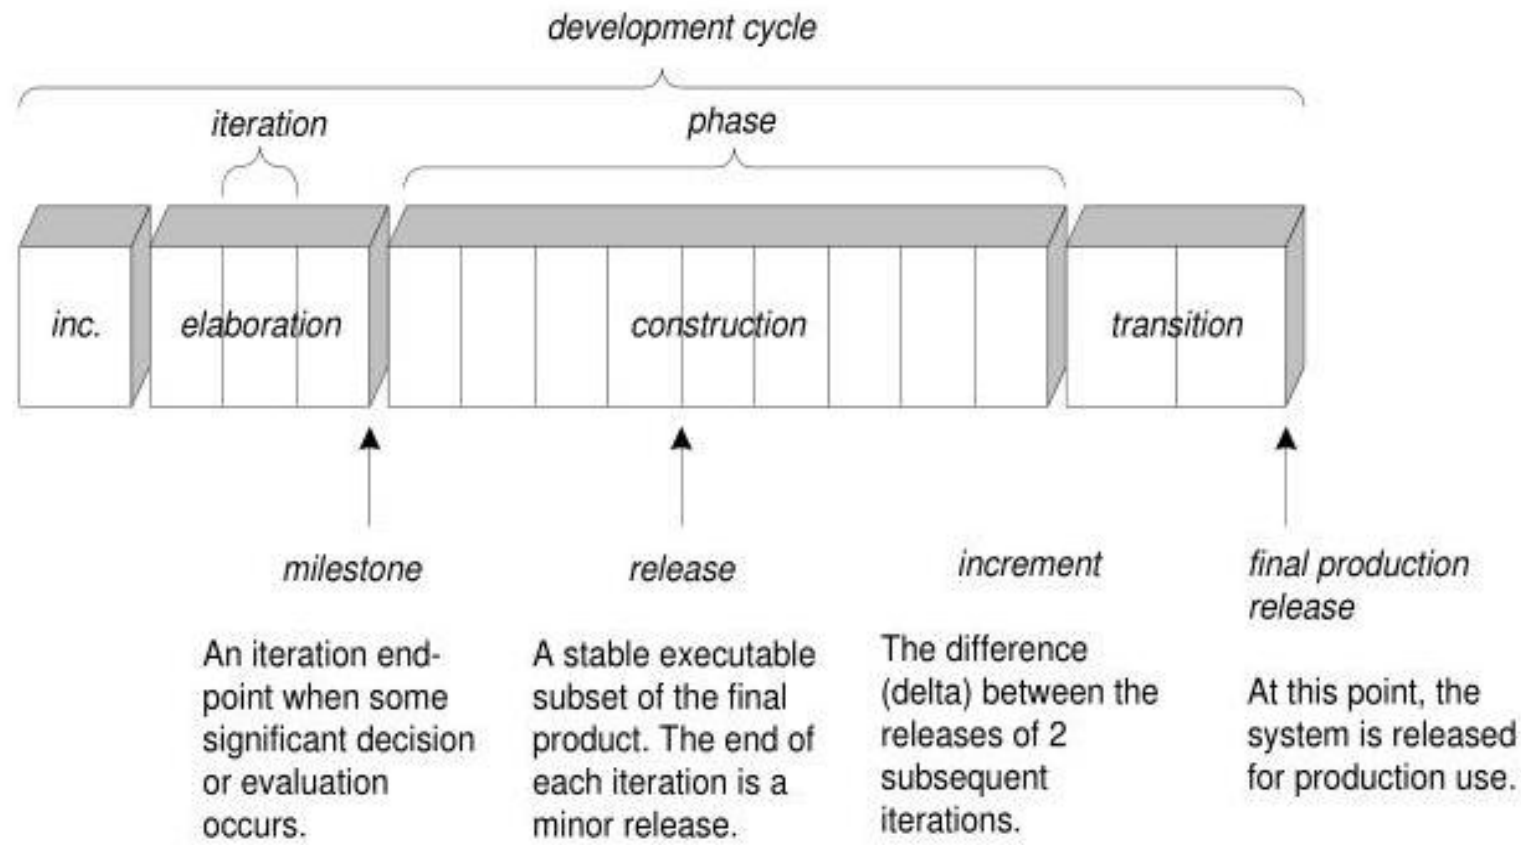 development cycle
iteration
phase
inc.
elaboration
construction
transition
milestone
An iteration end-
point when some
significant decision
or evaluation
occurs.
release
A stable executable
subset of the final
product. The end of
each iteration is a
minor release.
increment
The difference
(delta) between the
releases of 2
subsequent
iterations.
final production
release
At this point, the
system is released
for production use.